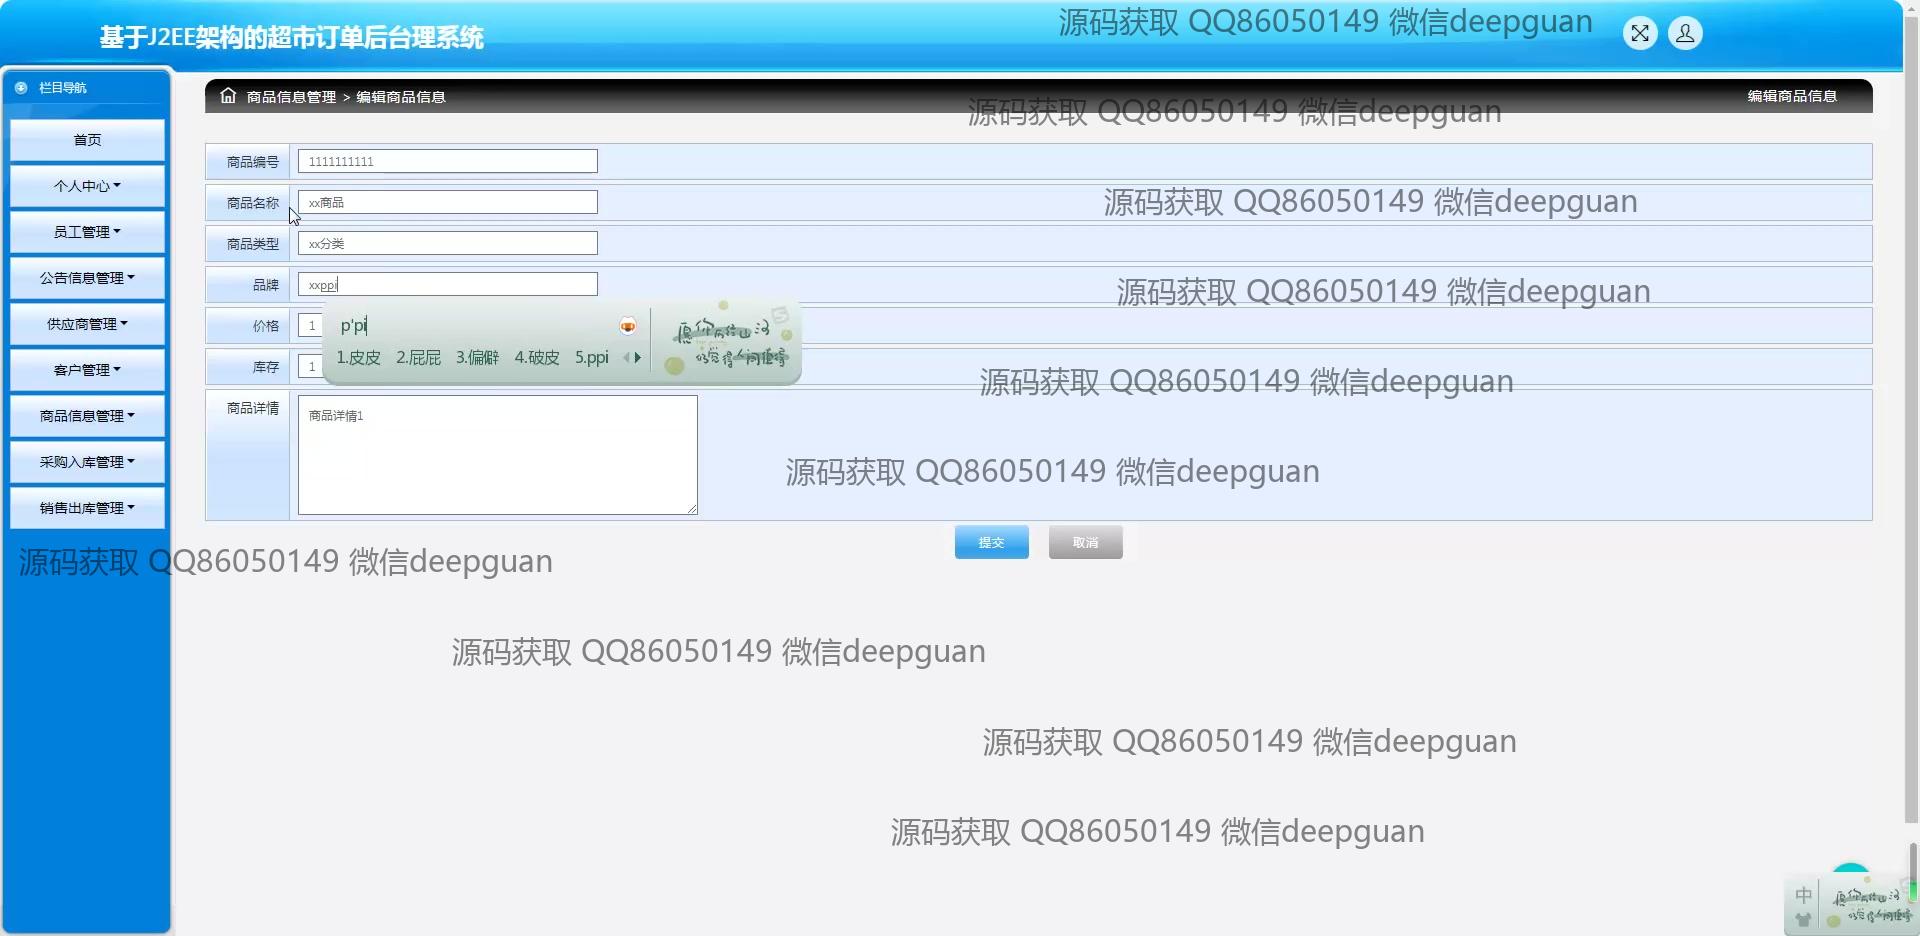 基于J2EE架构的超市订单后台理系统
源码获取 QQ86050149 微信deepguan
栏目导航
首页
个人中心
员工管理
公告信息管理
供应商管理
客户管理
商品信息管理
采购入库管理
销售出库管理
商品信息管理 > 编辑商品信息
编辑商品信息
源码获取 QQ86050149 微信deepguan
商品编号 1111111111
商品名称 xx商品
源码获取 QQ86050149 微信deepguan
商品类型 xx分类
品牌 xxppi
源码获取 QQ86050149 微信deepguan
价格 1
p'pi
1.皮皮 2.屁屁 3.偏僻 4.破皮 5.ppi
库存 1
源码获取 QQ86050149 微信deepguan
商品详情 商品详情1
源码获取 QQ86050149 微信deepguan
提交 取消
源码获取 QQ86050149 微信deepguan
源码获取 QQ86050149 微信deepguan
源码获取 QQ86050149 微信deepguan
源码获取 QQ86050149 微信deepguan
中